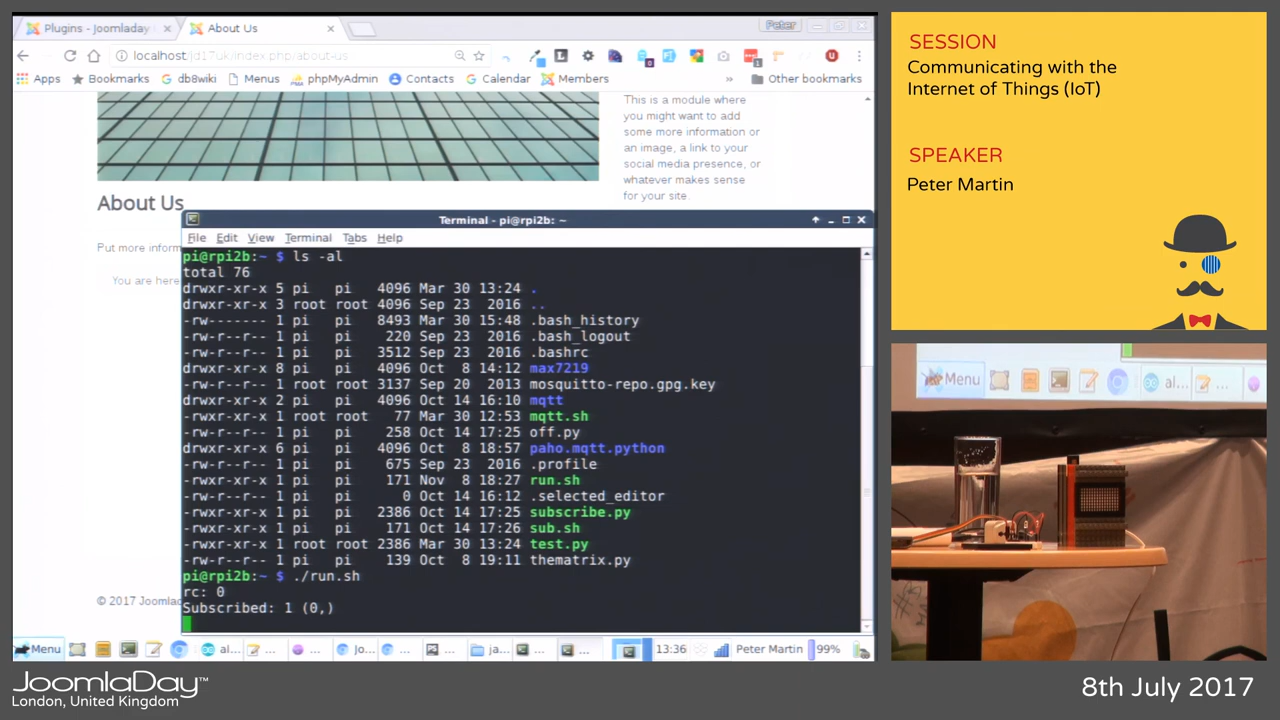 Plugins - Joomladay
About Us
Peter
localhost/jd17uk/index.php/about-us
Apps
Bookmarks
db8wiki
Menus
phpMyAdmin
Contacts
Calendar
Members
»
Other bookmarks
This is a module where
you might want to add
some more information
or an image, a link to your
social media presence, or
whatever makes sense
for your site.
About Us
Put more inform
You are here
© 2017 Joomlad
Terminal - pi@rpi2b: ~
File Edit View Terminal Tabs Help
pi@rpi2b:~ $ ls -al
total 76
drwxr-xr-x 5 pi pi 4096 Mar 30 13:24 .
drwxr-xr-x 3 root root 4096 Sep 23 2016 ..
-rw------- 1 pi pi 8493 Mar 30 15:48 .bash_history
-rw-r--r-- 1 pi pi 220 Sep 23 2016 .bash_logout
-rw-r--r-- 1 pi pi 3512 Sep 23 2016 .bashrc
drwxr-xr-x 8 pi pi 4096 Oct 8 14:12 max7219
-rw-r--r-- 1 root root 3137 Sep 20 2013 mosquitto-repo.gpg.key
drwxr-xr-x 2 pi pi 4096 Oct 14 16:10 mqtt
-rwxr-xr-x 1 root root 77 Mar 30 12:53 mqtt.sh
-rw-r--r-- 1 pi pi 258 Oct 14 17:25 off.py
drwxr-xr-x 6 pi pi 4096 Oct 8 18:57 paho.mqtt.python
-rw-r--r-- 1 pi pi 675 Sep 23 2016 .profile
-rwxr-xr-x 1 pi pi 171 Nov 8 18:27 run.sh
-rw-r--r-- 1 pi pi 0 Oct 14 16:12 .selected_editor
-rwxr-xr-x 1 pi pi 2386 Oct 14 17:25 subscribe.py
-rwxr-xr-x 1 pi pi 171 Oct 14 17:26 sub.sh
-rwxr-xr-x 1 root root 2386 Mar 30 13:24 test.py
-rw-r--r-- 1 pi pi 139 Oct 8 19:11 thematrix.py
pi@rpi2b:~ $ ./run.sh
rc: 0
Subscribed: 1 (0,)
Menu
al...
...
...
Jo...
...
...
ja...
...
...
13:36
Peter Martin
99%
SESSION
Communicating with the
Internet of Things (IoT)
SPEAKER
Peter Martin
Menu
al...
...
JoomlaDay™
London, United Kingdom
8th July 2017